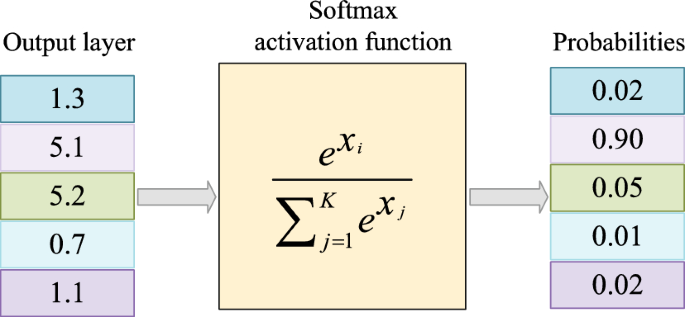 Output layer
1.3
5.1
5.2
0.7
1.1
Softmax
activation function
e^{x_i}
∑_{j=1}^{K} e^{x_j}
Probabilities
0.02
0.90
0.05
0.01
0.02